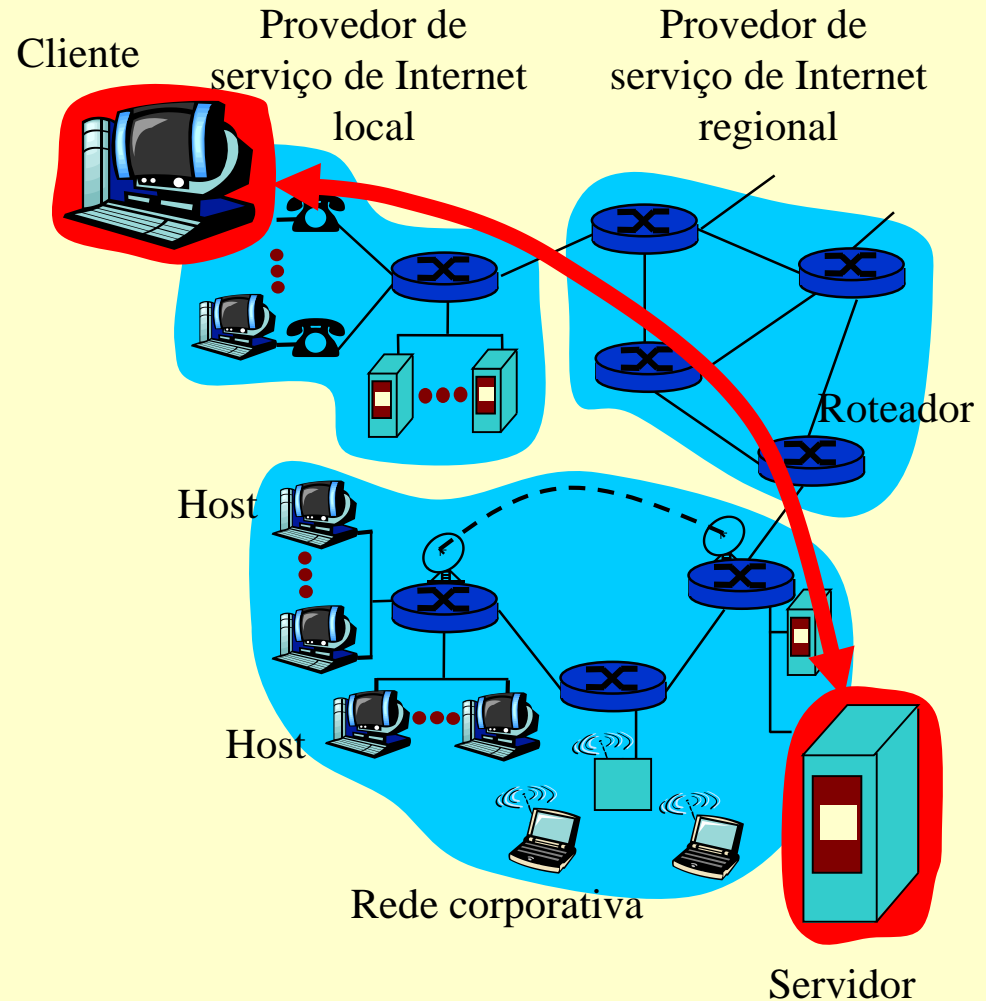 Cliente
Provedor de
serviço de Internet
local
Provedor de
serviço de Internet
regional
Roteador
Host
Host
Rede corporativa
Servidor